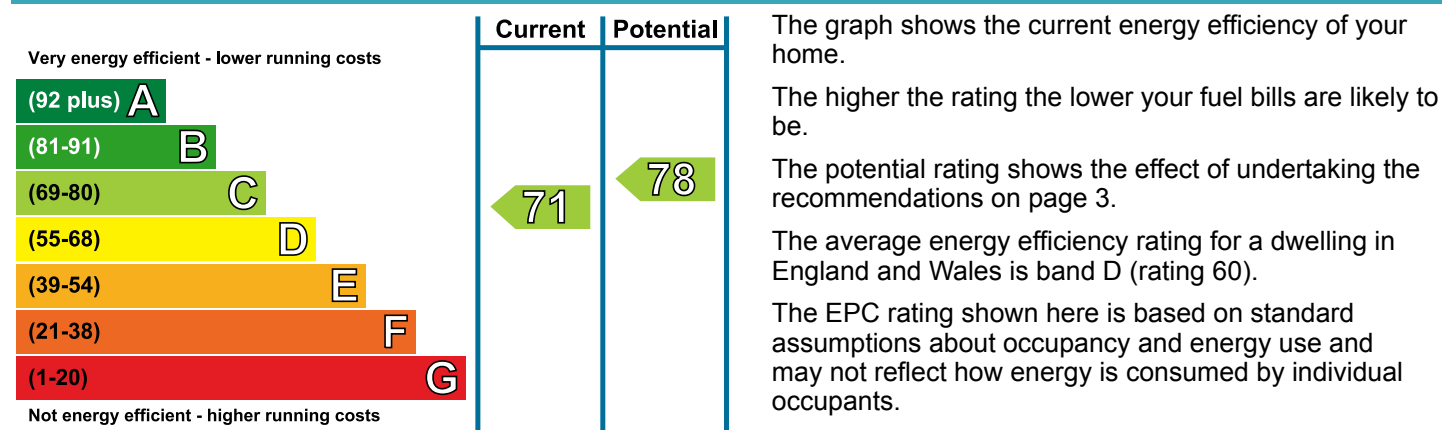 Current Potential
Very energy efficient - lower running costs
(92 plus) A
(81-91) B
(69-80) C
(55-68) D
(39-54) E
(21-38) F
(1-20) G
Not energy efficient - higher running costs
71
78
The graph shows the current energy efficiency of your
home.
The higher the rating the lower your fuel bills are likely to
be.
The potential rating shows the effect of undertaking the
recommendations on page 3.
The average energy efficiency rating for a dwelling in
England and Wales is band D (rating 60).
The EPC rating shown here is based on standard
assumptions about occupancy and energy use and
may not reflect how energy is consumed by individual
occupants.